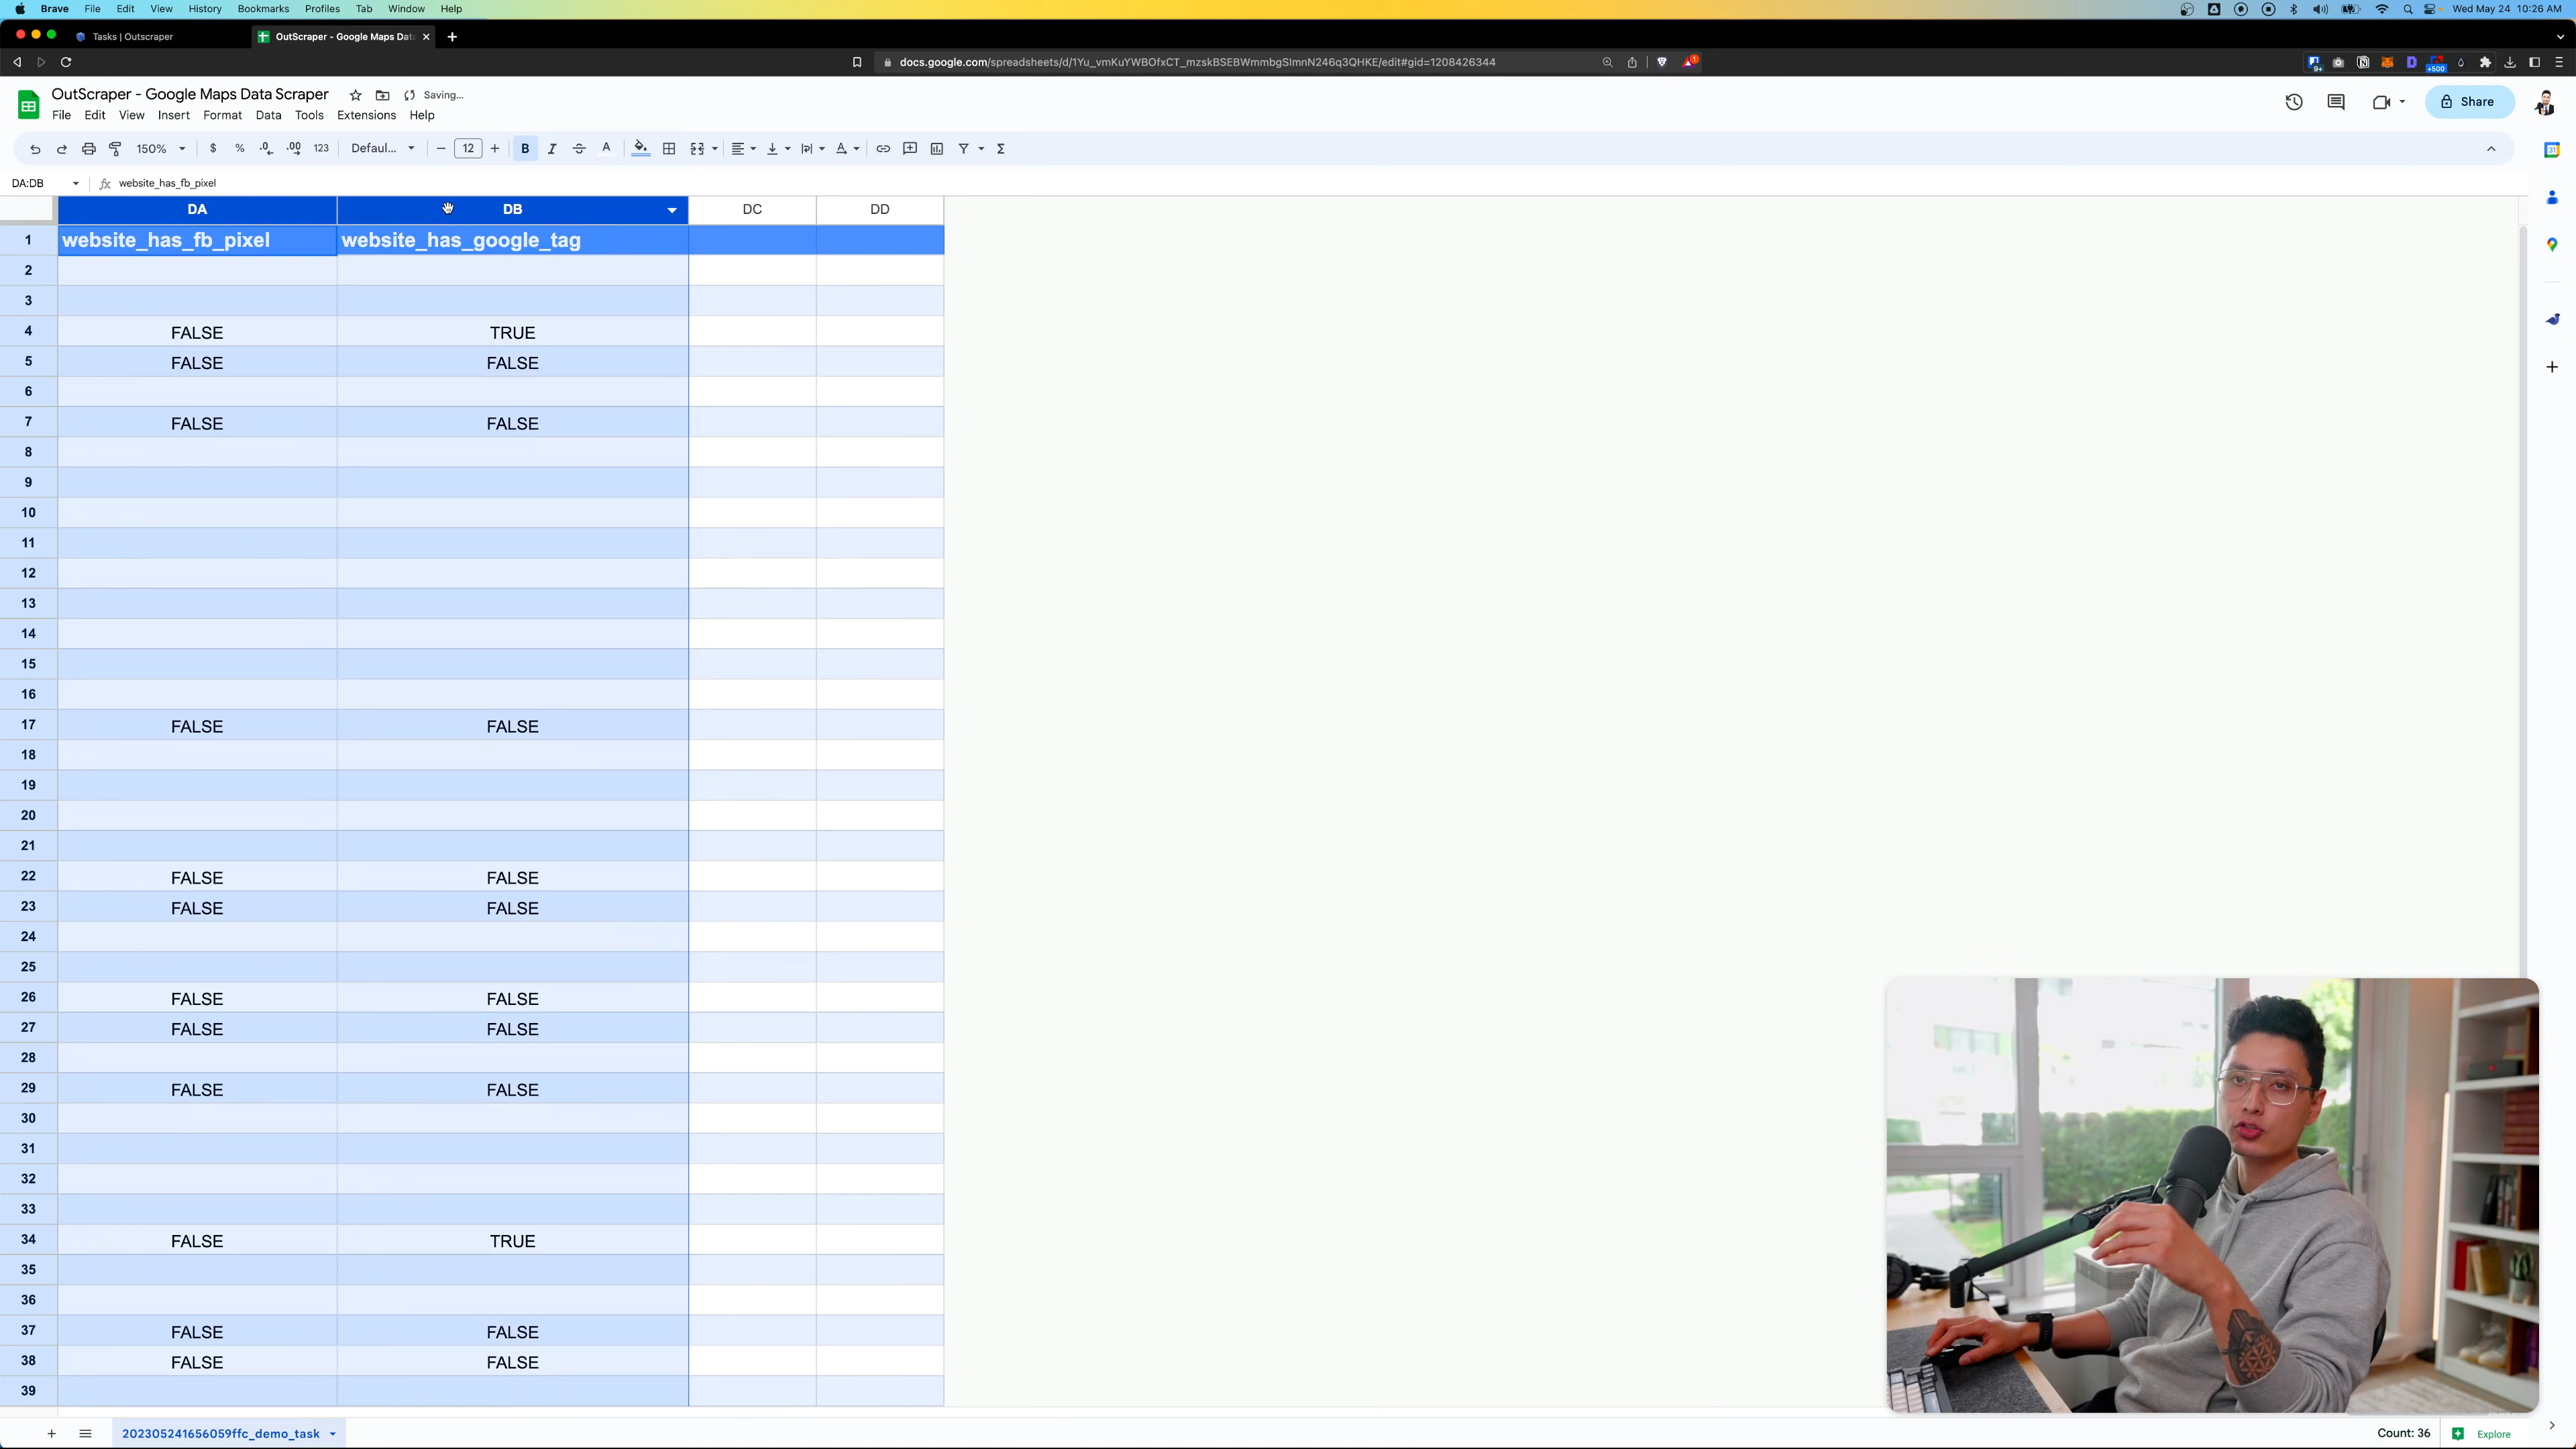 Brave File Edit View History Bookmarks Profiles Tab Window Help Wed May 24 10:26 AM
Tasks | Outscraper OutScraper - Google Maps Dat
docs.google.com/spreadsheets/d/1Yu_vmKuYWBOfxCT_mzskBSEBWmmbgSImnN246q3QHKE/edit#gid=1208426344
OutScraper - Google Maps Data Scraper Saving...
File Edit View Insert Format Data Tools Extensions Help Share
150% $ % .0 .00 123 Defaul... 12 B I A Σ 31
DA:DB fx website_has_fb_pixel
DA DB DC DD
1 website_has_fb_pixel website_has_google_tag
2
3
4 FALSE TRUE
5 FALSE FALSE
6
7 FALSE FALSE
8
9
10
11
12
13
14
15
16
17 FALSE FALSE
18
19
20
21
22 FALSE FALSE
23 FALSE FALSE
24
25
26 FALSE FALSE
27 FALSE FALSE
28
29 FALSE FALSE
30
31
32
33
34 FALSE TRUE
35
36
37 FALSE FALSE
38 FALSE FALSE
39
202305241656059ffc_demo_task Count: 36 Explore